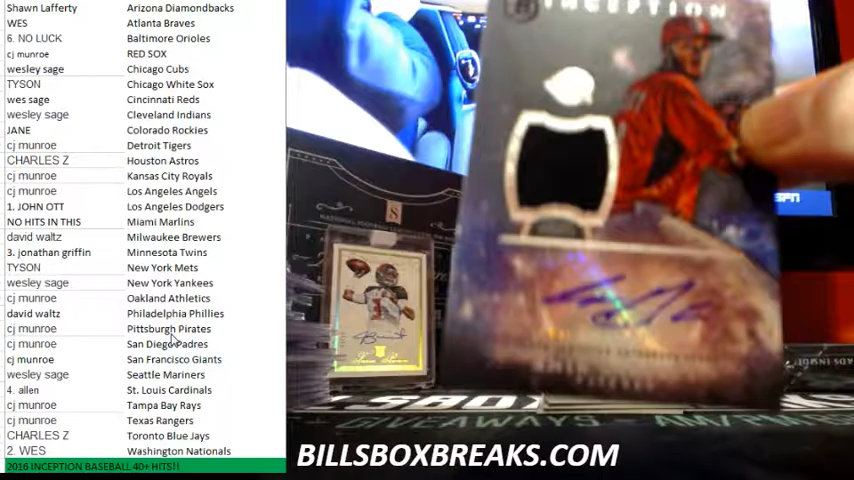 Shawn Lafferty Arizona Diamondbacks
WES Atlanta Braves
6. NO LUCK Baltimore Orioles
cj munroe RED SOX
wesley sage Chicago Cubs
TYSON Chicago White Sox
wes sage Cincinnati Reds
wesley sage Cleveland Indians
JANE Colorado Rockies
cj munroe Detroit Tigers
CHARLES Z Houston Astros
cj munroe Kansas City Royals
cj munroe Los Angeles Angels
1. JOHN OTT Los Angeles Dodgers
NO HITS IN THIS Miami Marlins
david waltz Milwaukee Brewers
3. jonathan griffin Minnesota Twins
TYSON New York Mets
wesley sage New York Yankees
cj munroe Oakland Athletics
david waltz Philadelphia Phillies
cj munroe Pittsburgh Pirates
cj munroe San Diego Padres
cj munroe San Francisco Giants
wesley sage Seattle Mariners
4. allen St. Louis Cardinals
cj munroe Tampa Bay Rays
cj munroe Texas Rangers
CHARLES Z Toronto Blue Jays
2. WES Washington Nationals
2016 INCEPTION BASEBALL 40+ HITS!!
INCEPTION
ESPN
GIVEAWAYS
AM/PM
BILLSBOXBREAKS.COM